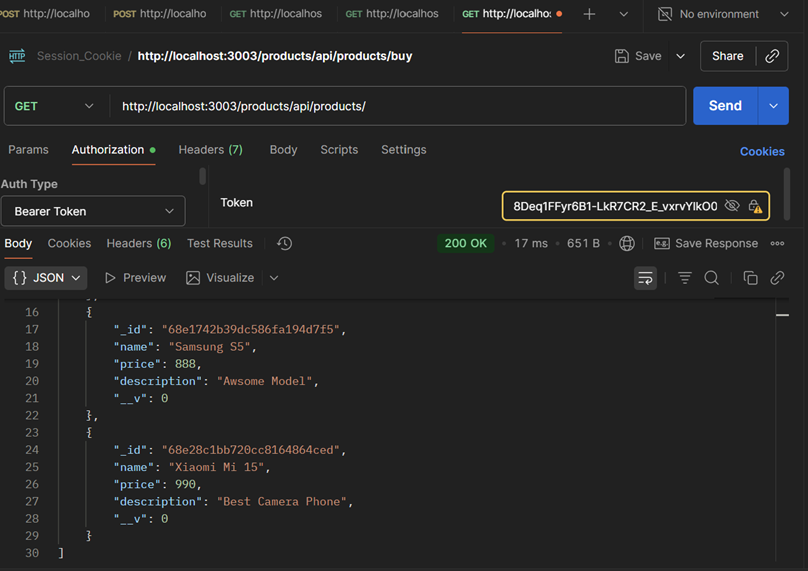 POST http://localho POST http://localho GET http://localhos GET http://localhos GET http://localho: No environment
HTTP Session_Cookie / http://localhost:3003/products/api/products/buy Save Share
GET http://localhost:3003/products/api/products/ Send
Params Authorization Headers (7) Body Scripts Settings Cookies
Auth Type
Bearer Token
Token 8Deq1FFyr6B1-LkR7CR2_E_vxrvYlkO0
Body Cookies Headers (6) Test Results 200 OK 17 ms 651 B Save Response
{} JSON Preview Visualize
16 {
17 "_id": "68e1742b39dc586fa194d7f5",
18 "name": "Samsung S5",
19 "price": 888,
20 "description": "Awsome Model",
21 "__v": 0
22 },
23 {
24 "_id": "68e28c1bb720cc8164864ced",
25 "name": "Xiaomi Mi 15",
26 "price": 990,
27 "description": "Best Camera Phone",
28 "__v": 0
29 }
30 ]